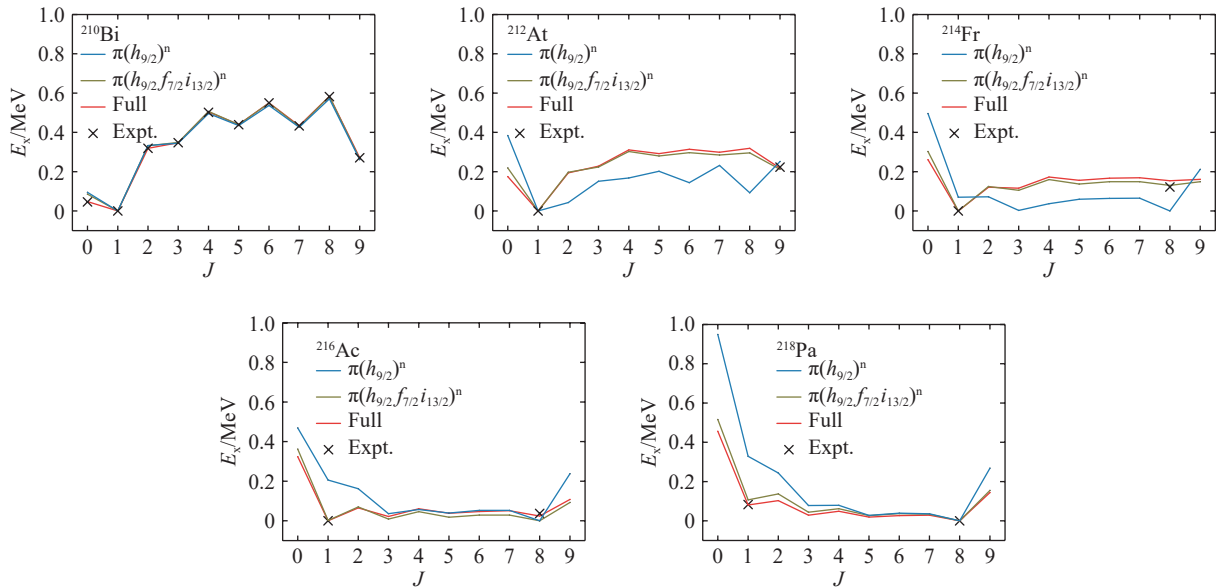 1.0
0.8
0.6
0.4
0.2
0
Eₓ/MeV
²¹⁰Bi
π(h₉/₂)ⁿ
π(h₉/₂f₇/₂i₁₃/₂)ⁿ
Full
Expt.
0 1 2 3 4 5 6 7 8 9
J
1.0
0.8
0.6
0.4
0.2
0
Eₓ/MeV
²¹²At
π(h₉/₂)ⁿ
π(h₉/₂f₇/₂i₁₃/₂)ⁿ
Full
Expt.
0 1 2 3 4 5 6 7 8 9
J
1.0
0.8
0.6
0.4
0.2
0
Eₓ/MeV
²¹⁴Fr
π(h₉/₂)ⁿ
π(h₉/₂f₇/₂i₁₃/₂)ⁿ
Full
Expt.
0 1 2 3 4 5 6 7 8 9
J
1.0
0.8
0.6
0.4
0.2
0
Eₓ/MeV
²¹⁶Ac
π(h₉/₂)ⁿ
π(h₉/₂f₇/₂i₁₃/₂)ⁿ
Full
Expt.
0 1 2 3 4 5 6 7 8 9
J
1.0
0.8
0.6
0.4
0.2
0
Eₓ/MeV
²¹⁸Pa
π(h₉/₂)ⁿ
π(h₉/₂f₇/₂i₁₃/₂)ⁿ
Full
Expt.
0 1 2 3 4 5 6 7 8 9
J